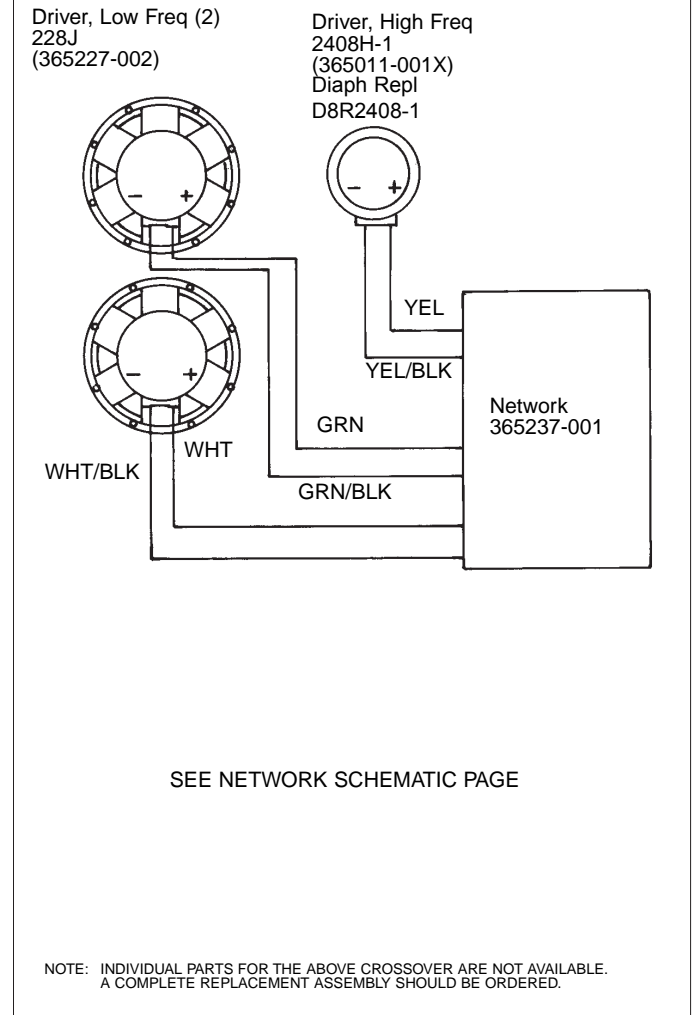 Driver, Low Freq (2)
228J
(365227-002)
Driver, High Freq
2408H-1
(365011-001X)
Diaph Repl
D8R2408-1
− +
− +
− +
YEL
YEL/BLK
Network
365237-001
GRN
WHT
WHT/BLK
GRN/BLK
SEE NETWORK SCHEMATIC PAGE
NOTE: INDIVIDUAL PARTS FOR THE ABOVE CROSSOVER ARE NOT AVAILABLE.
A COMPLETE REPLACEMENT ASSEMBLY SHOULD BE ORDERED.